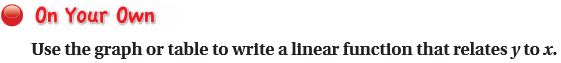 On Your Own
Use the graph or table to write a linear function that relates y to x.